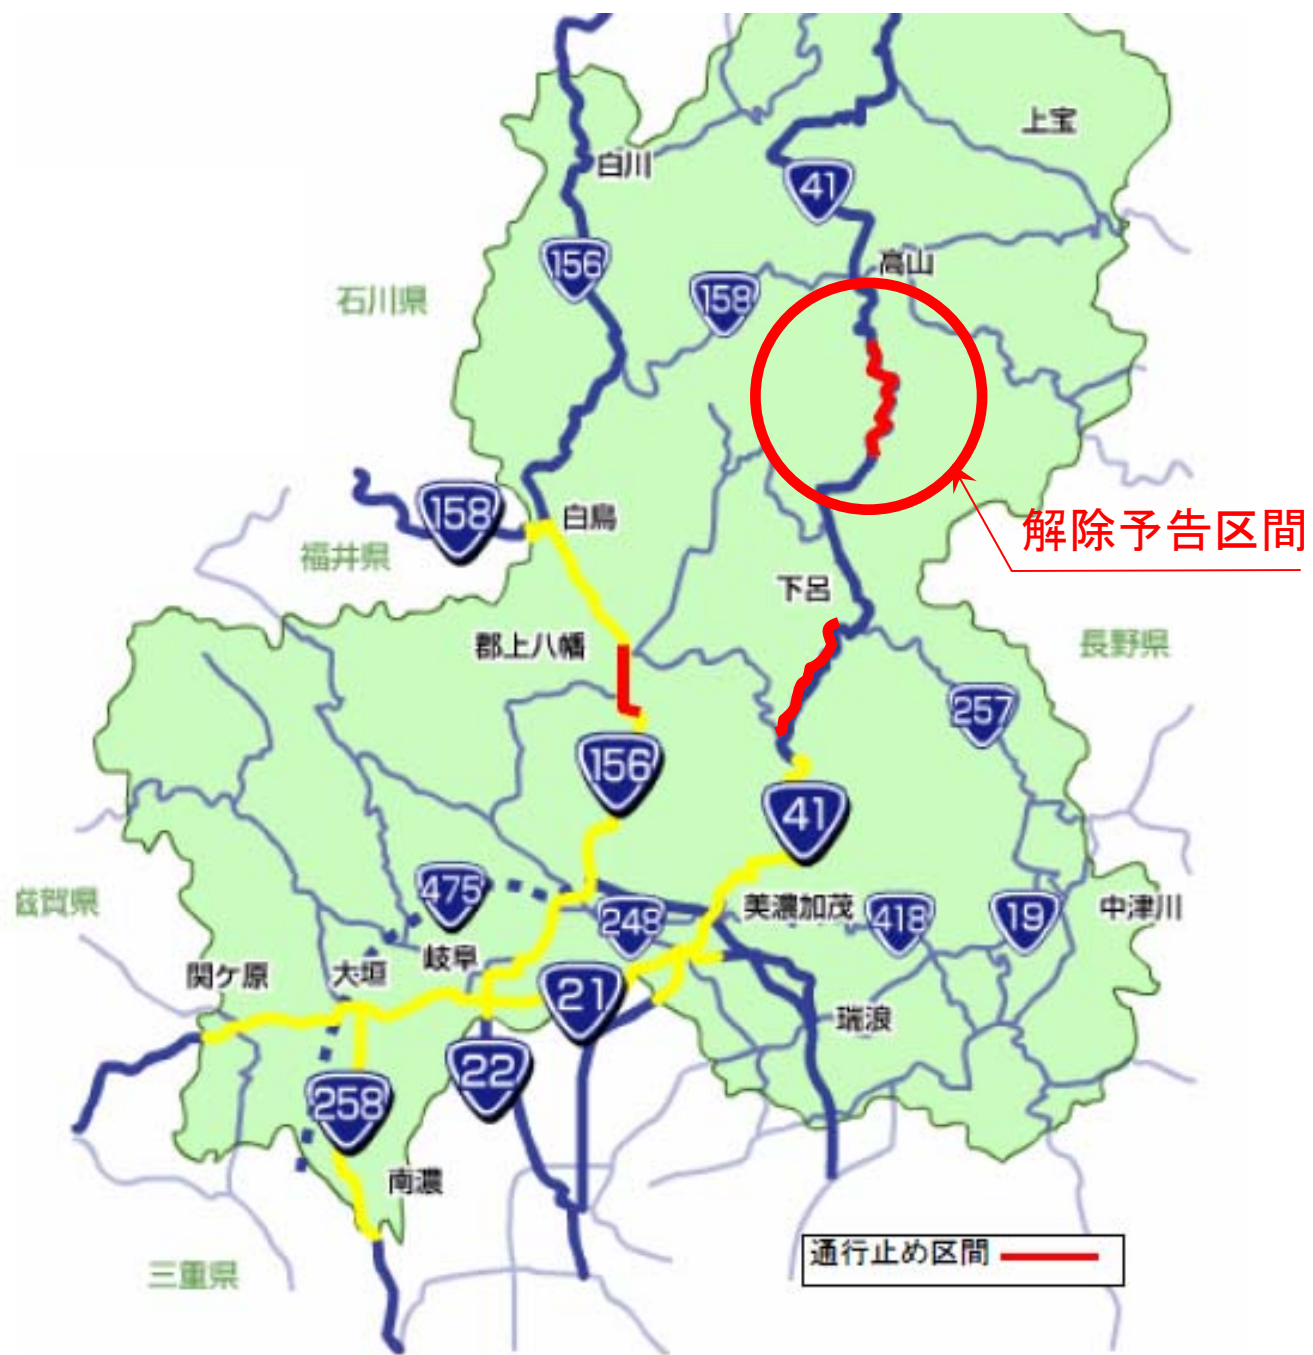 上宝
白川
41
高山
156
158
石川県
解除予告区間
158
白鳥
福井県
下呂
郡上八幡
長野県
257
156
41
475
滋賀県
248
美濃加茂
418
19
中津川
関ケ原
大垣
岐阜
21
瑞浪
22
258
南濃
三重県
通行止め区間